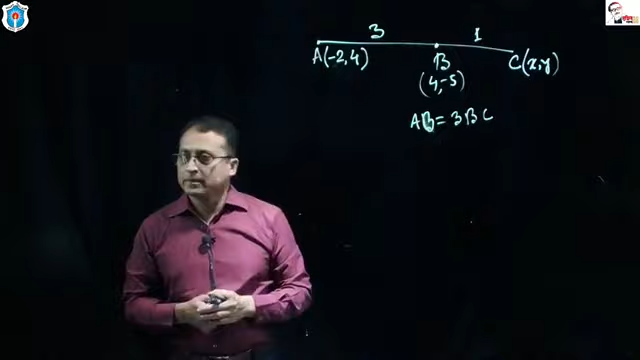 3 1
A(-2,4) B C(x,y)
(4,-5)
AB = 3BC